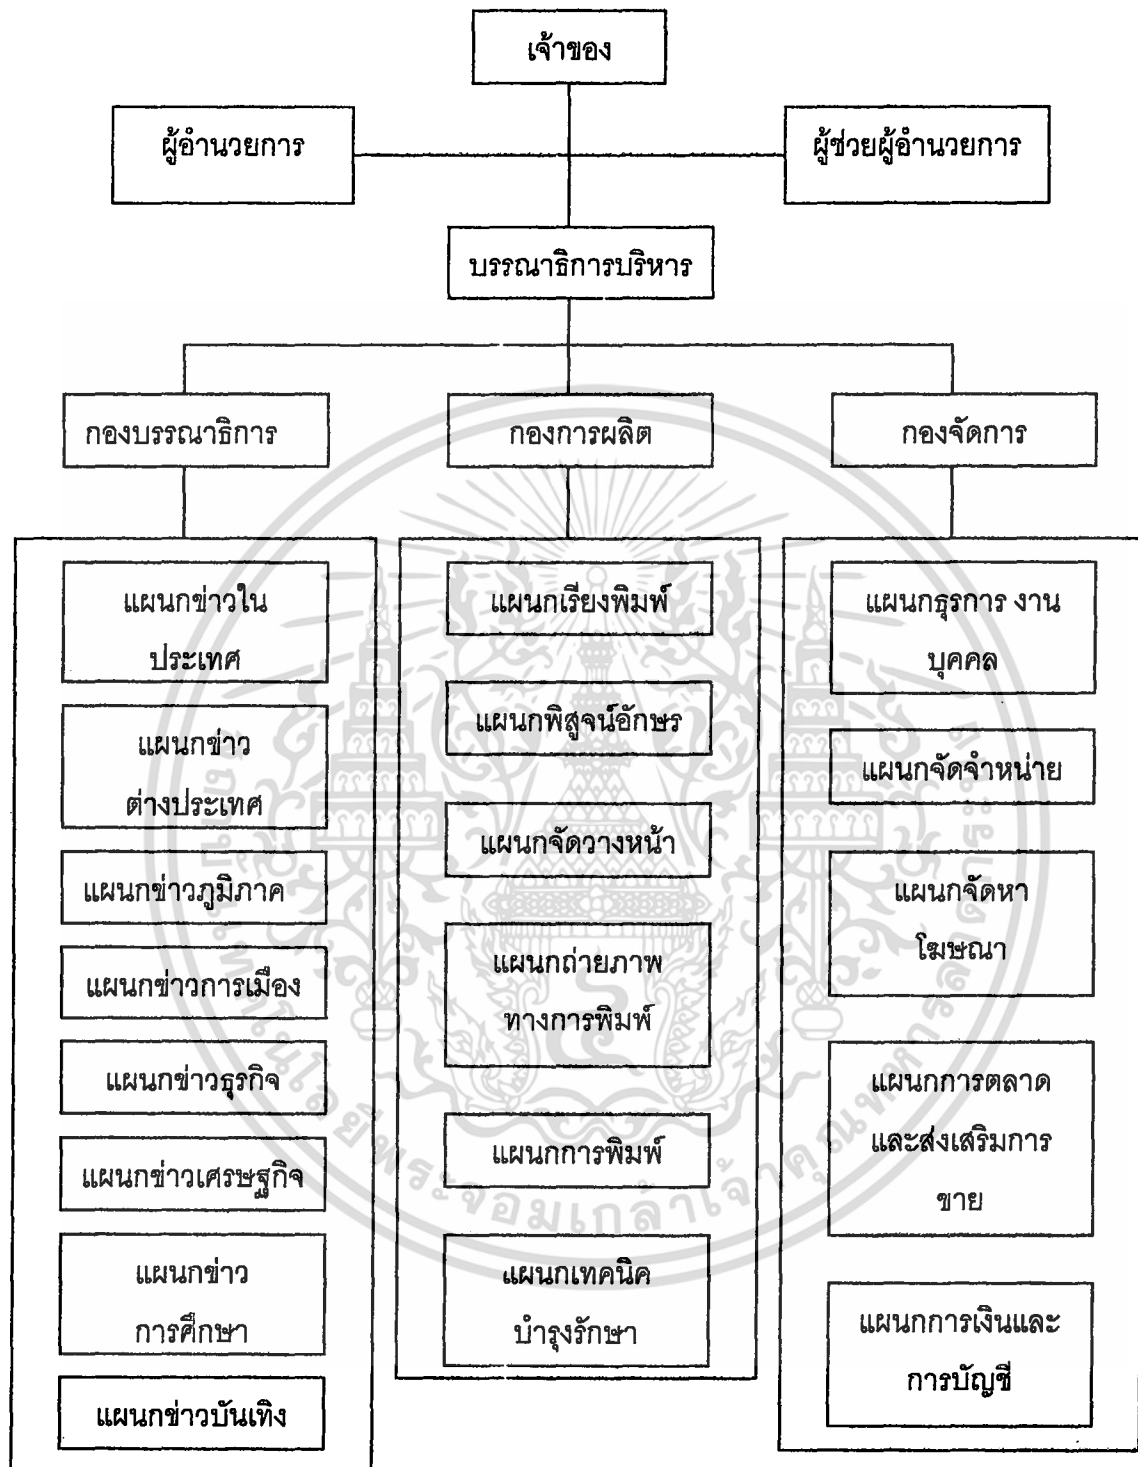 เจ้าของ
ผู้อำนวยการ
ผู้ช่วยผู้อำนวยการ
บรรณาธิการบริหาร
กองบรรณาธิการ
กองการผลิต
กองจัดการ
แผนกข่าวใน
ประเทศ
แผนกข่าว
ต่างประเทศ
แผนกข่าวภูมิภาค
แผนกข่าวการเมือง
แผนกข่าวธุรกิจ
แผนกข่าวเศรษฐกิจ
แผนกข่าว
การศึกษา
แผนกข่าวบันเทิง
แผนกเรียงพิมพ์
แผนกพิสูจน์อักษร
แผนกจัดวางหน้า
แผนกถ่ายภาพ
ทางการพิมพ์
แผนกการพิมพ์
แผนกเทคนิค
บำรุงรักษา
แผนกธุรการ งาน
บุคคล
แผนกจัดจำหน่าย
แผนกจัดหา
โฆษณา
แผนกการตลาด
และส่งเสริมการ
ขาย
แผนกการเงินและ
การบัญชี